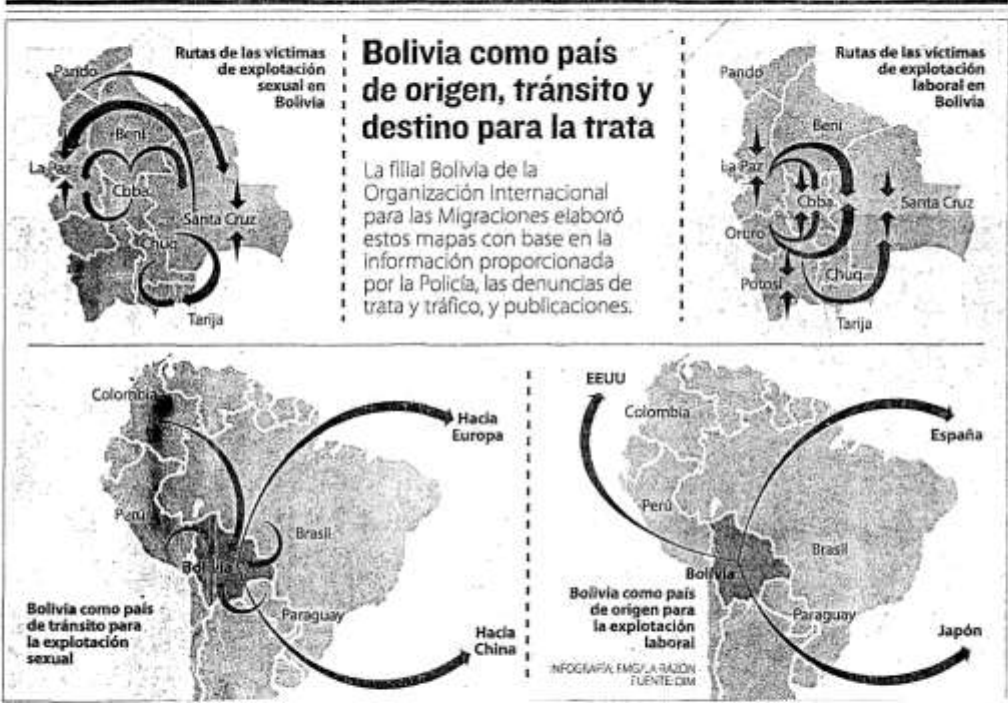 Rutas de las víctimas
de explotación
sexual en
Bolivia
Pando
Beni
La Paz
Cbba.
Santa Cruz
Chuq
Tarija
Bolivia como país
de origen, tránsito y
destino para la trata
La filial Bolivia de la
Organización Internacional
para las Migraciones elaboró
estos mapas con base en la
información proporcionada
por la Policía, las denuncias de
trata y tráfico, y publicaciones.
Rutas de las víctimas
de explotación
laboral en
Bolivia
Pando
Beni
La Paz
Cbba.
Santa Cruz
Oruro
Chuq
Potosí
Tarija
Colombia
Hacia
Europa
Perú
Brasil
Bolivia
Paraguay
Bolivia como país
de tránsito para
la explotación
sexual
Hacia
China
EEUU
Colombia
España
Perú
Brasil
Bolivia
Bolivia como país
de origen para
la explotación
laboral
Paraguay
Japón
INFOGRAFÍA: FMG/LA RAZÓN
FUENTE: OIM